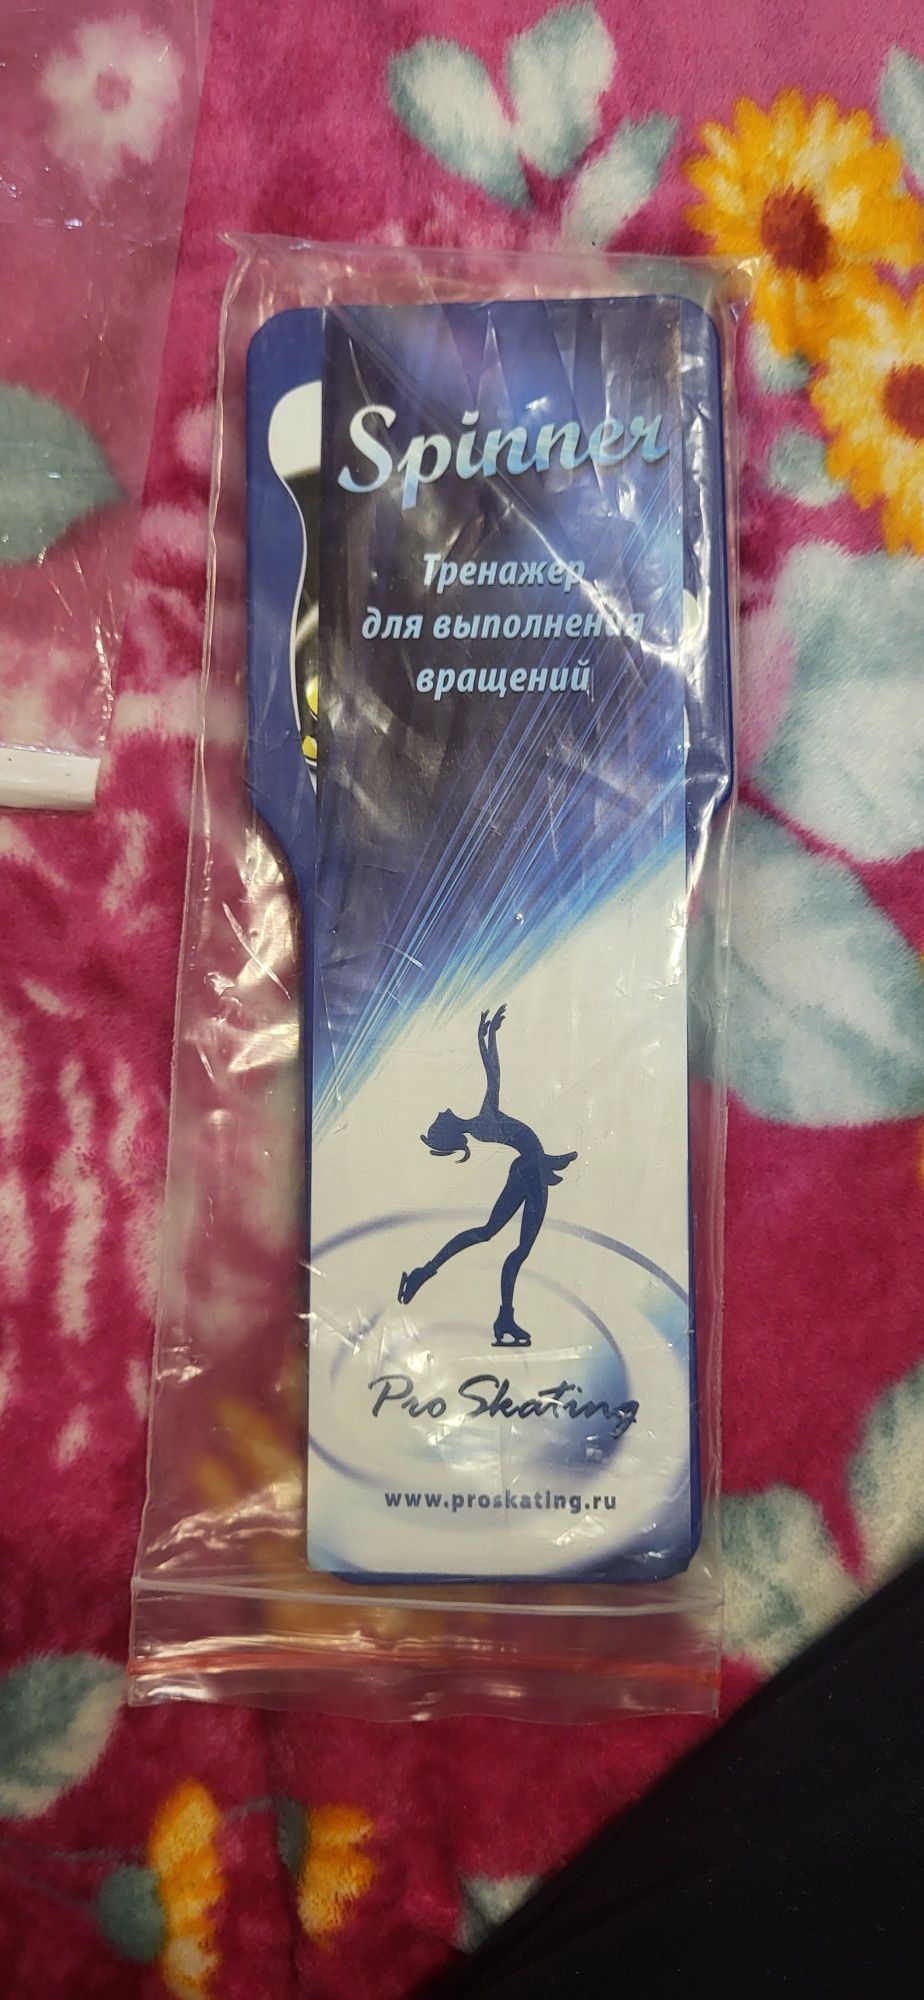 Spinner
Тренажер
для выполнения
вращений
Pro Skating
www.proskating.ru